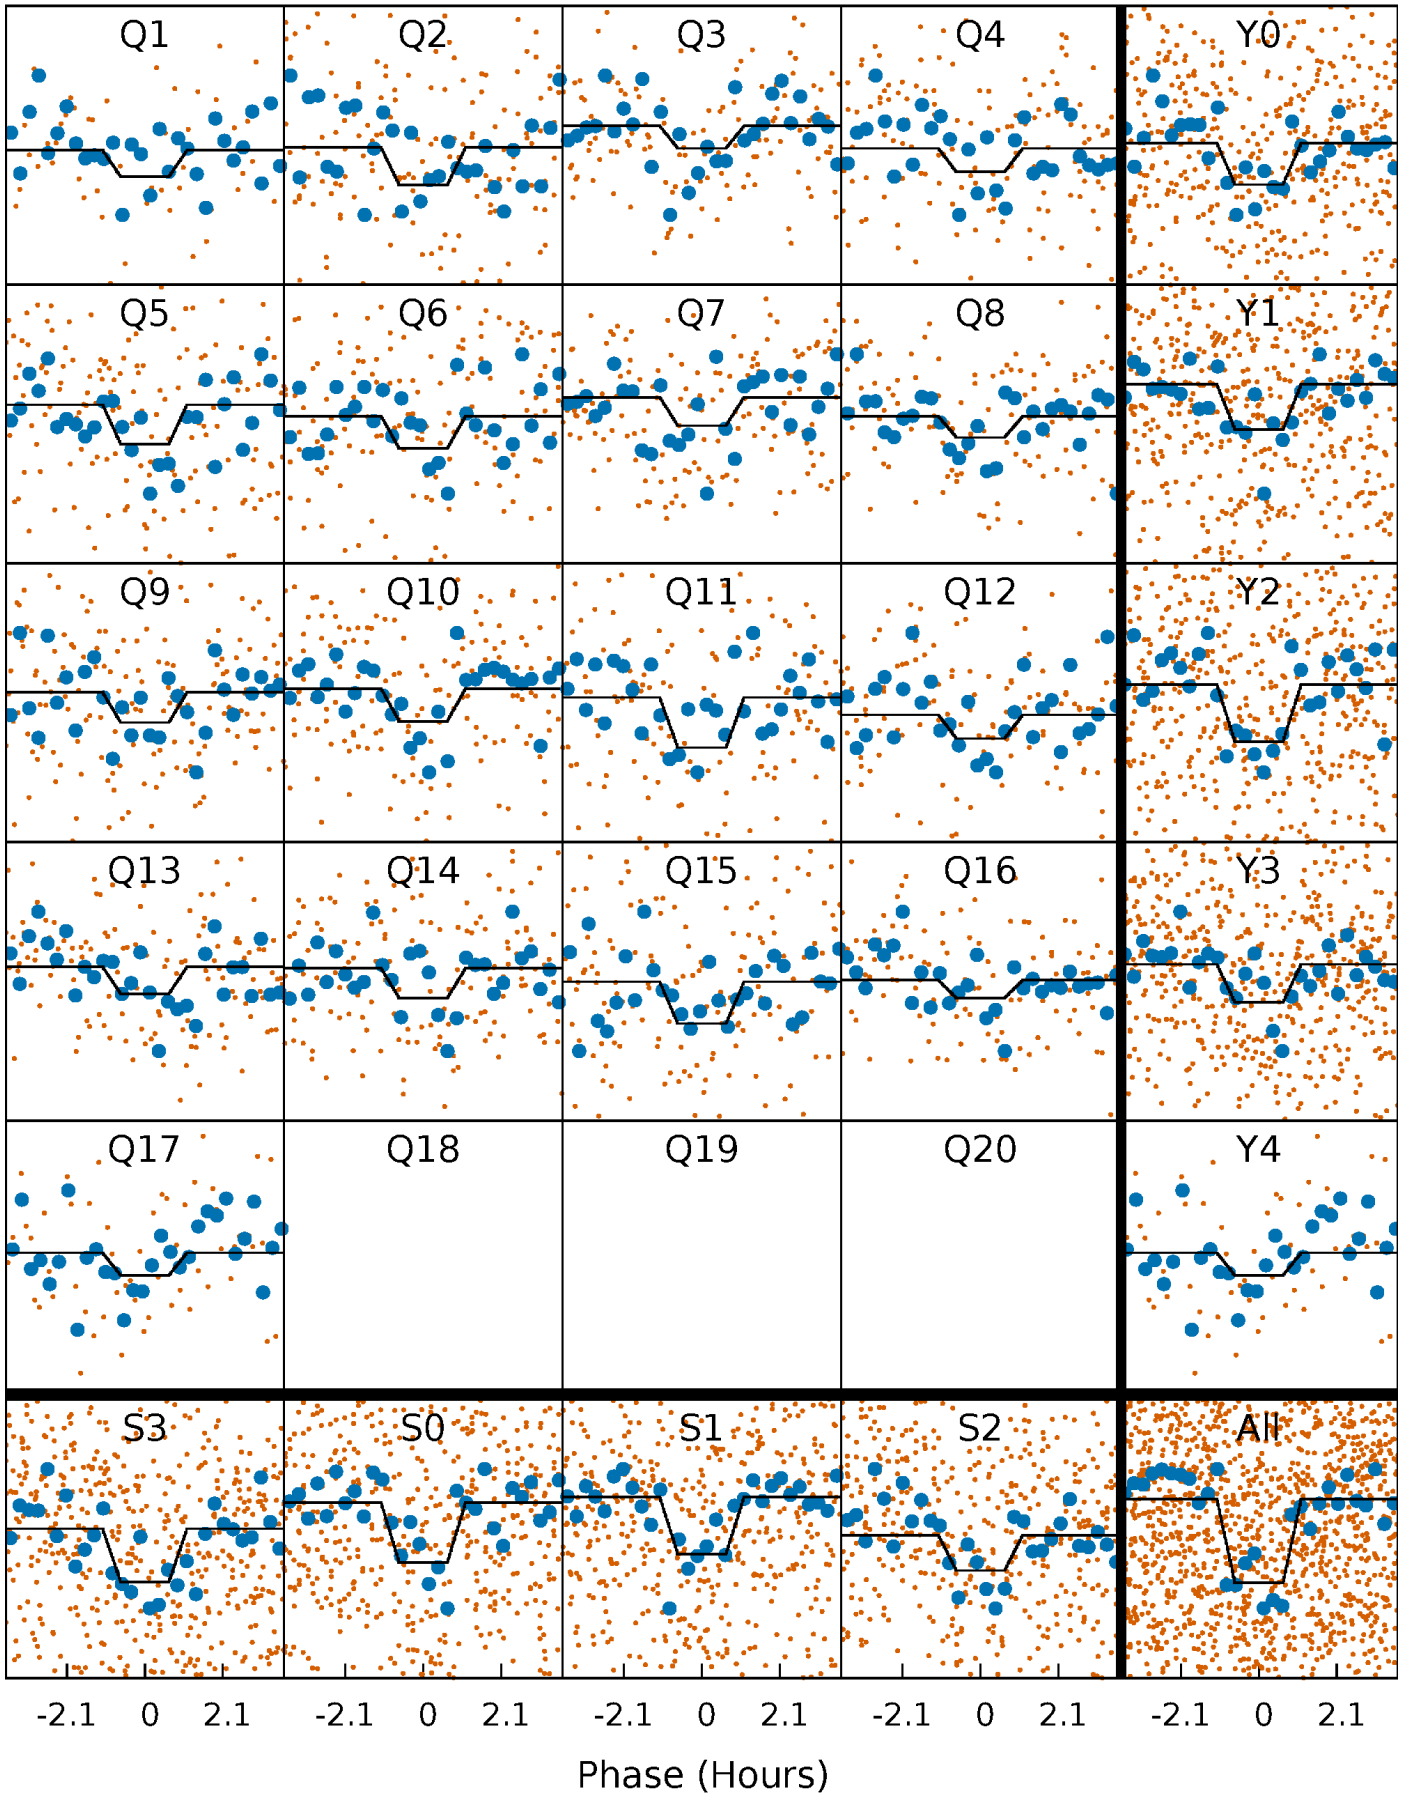 Q1 Q2 Q3 Q4 Y0
Q5 Q6 Q7 Q8 Y1
Q9 Q10 Q11 Q12 Y2
Q13 Q14 Q15 Q16 Y3
Q17 Q18 Q19 Q20 Y4
S3 S0 S1 S2 All
-2.1 0 2.1 -2.1 0 2.1 -2.1 0 2.1 -2.1 0 2.1 -2.1 0 2.1
Phase (Hours)